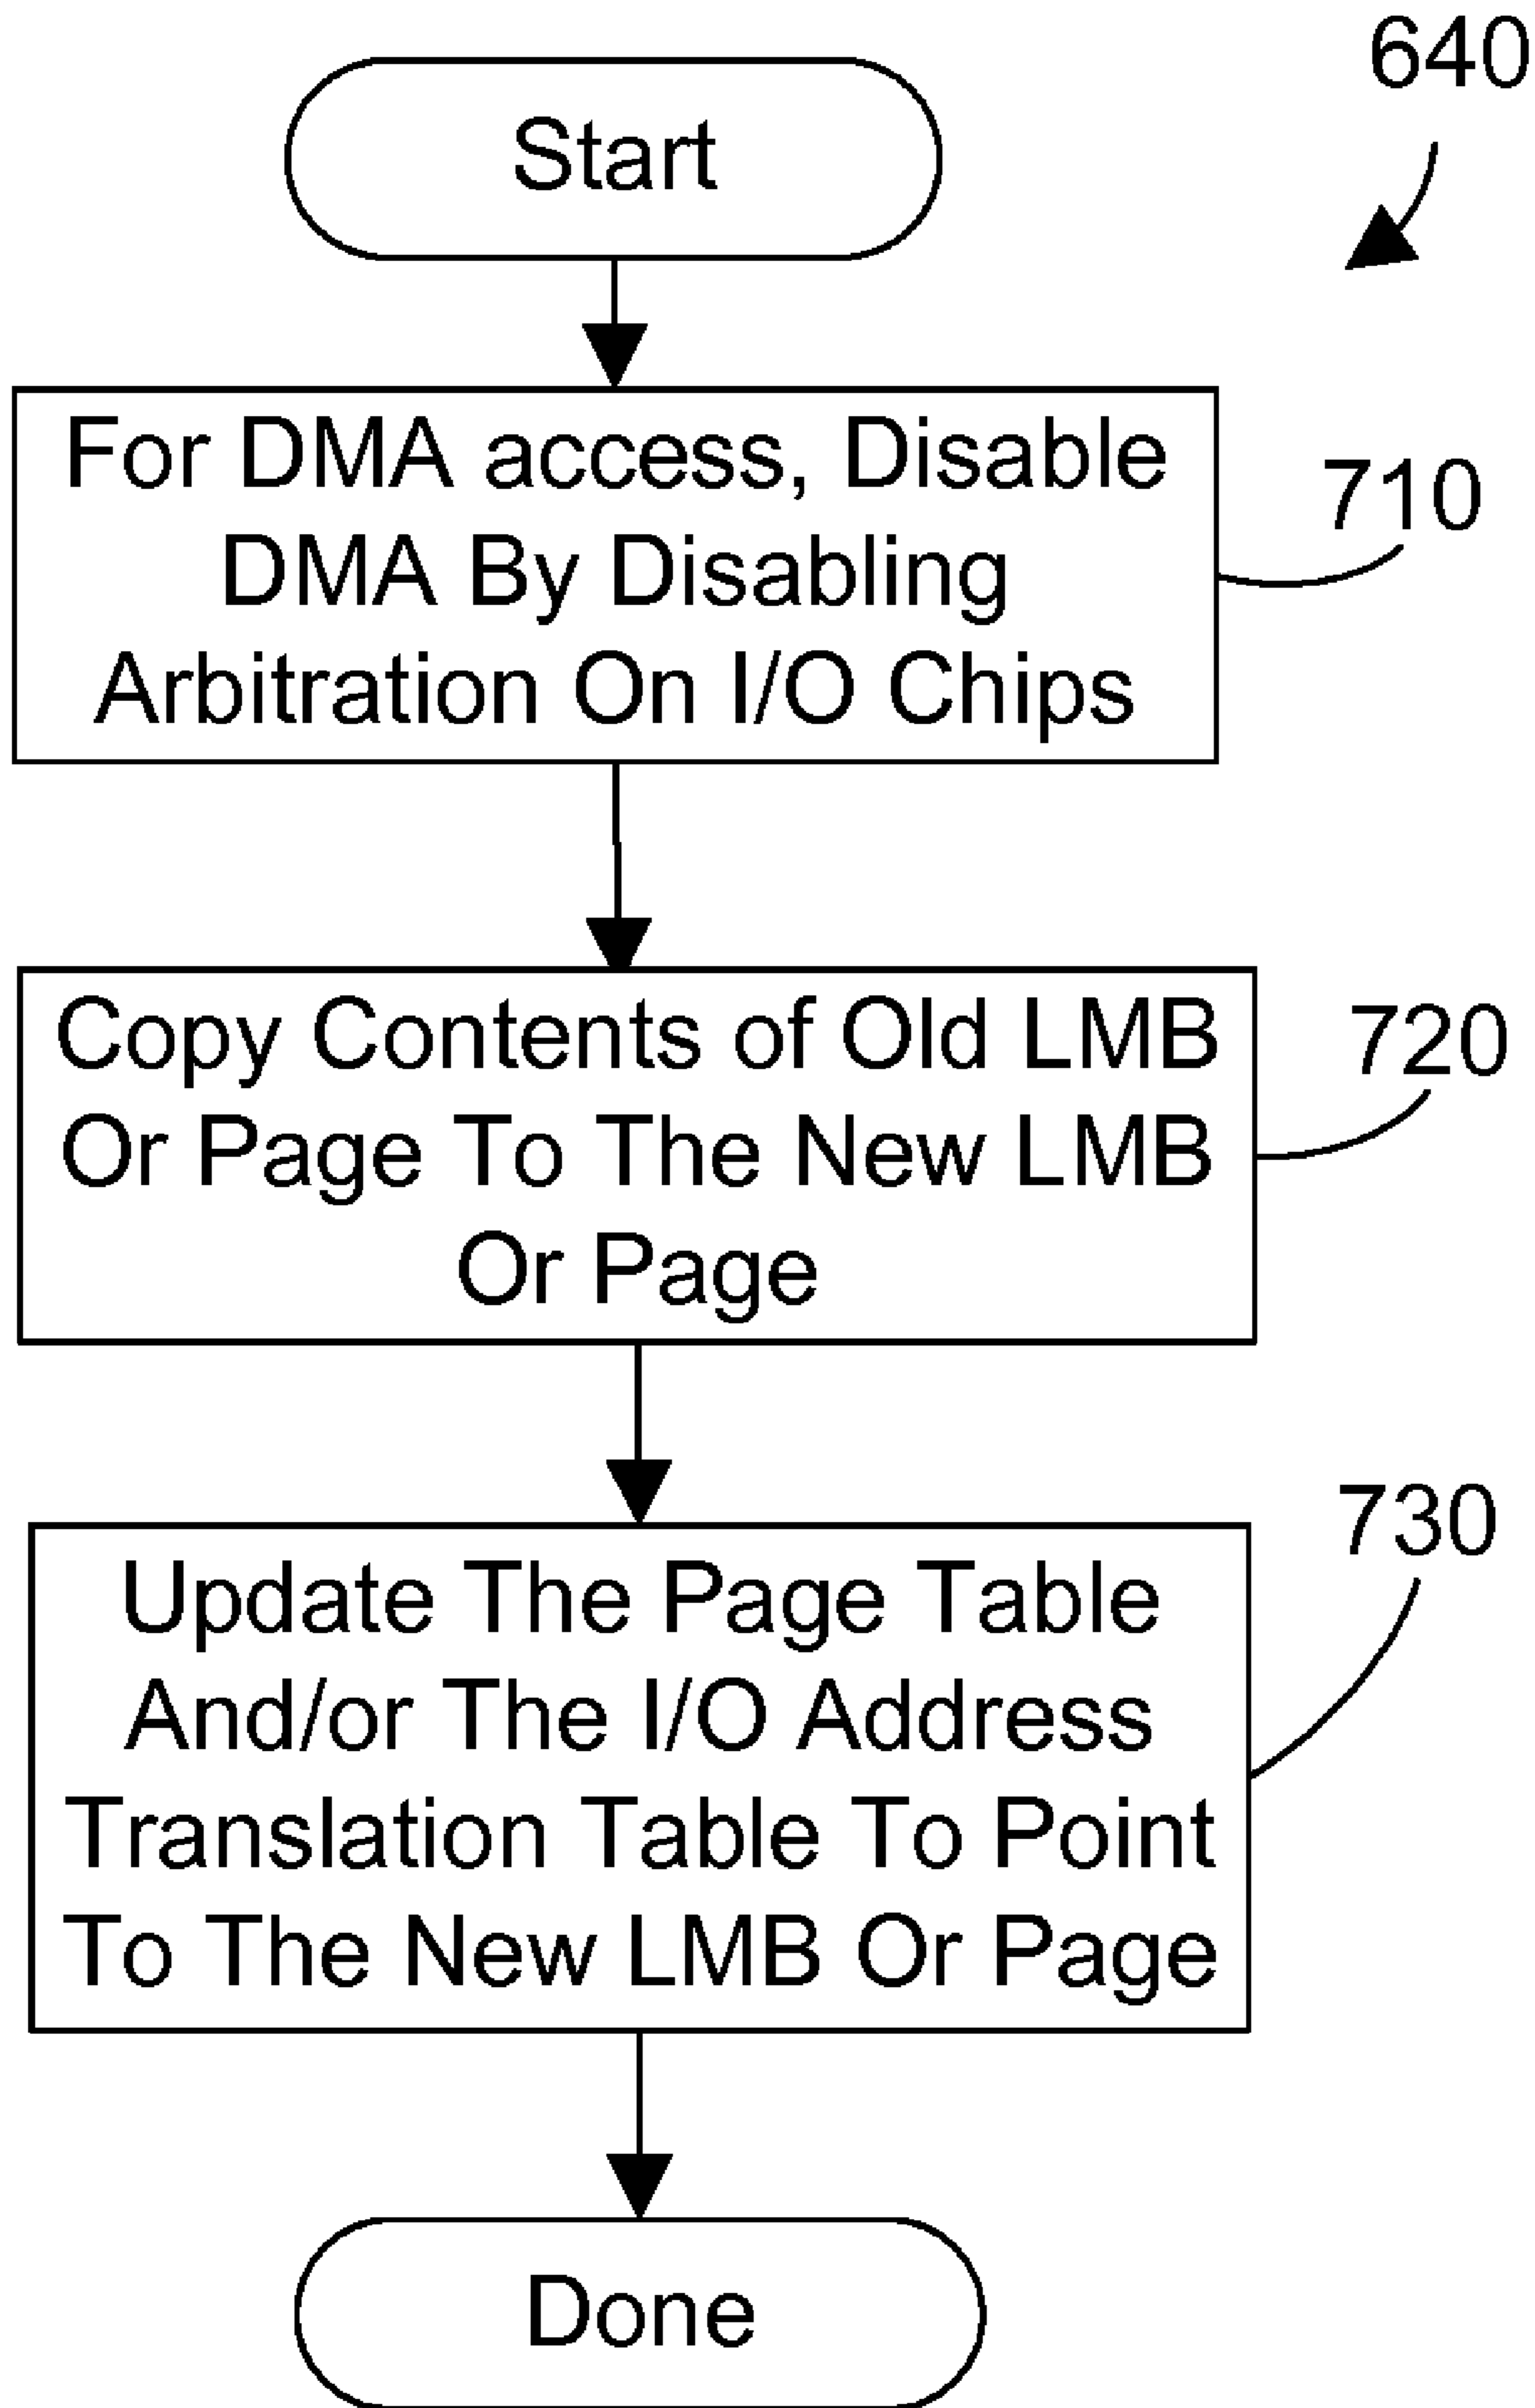 640
Start
For DMA access, Disable
DMA By Disabling
Arbitration On I/O Chips
710
Copy Contents of Old LMB
Or Page To The New LMB
Or Page
720
Update The Page Table
And/or The I/O Address
Translation Table To Point
To The New LMB Or Page
730
Done